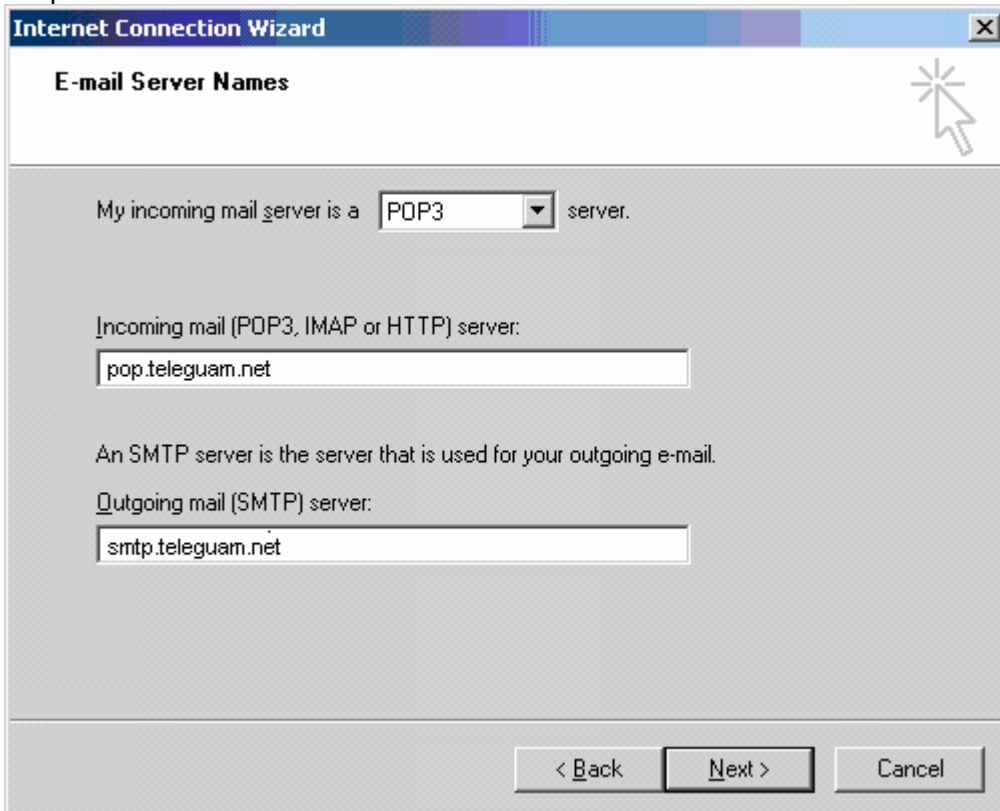 Internet Connection Wizard
E-mail Server Names
My incoming mail server is a POP3 server.
Incoming mail (POP3, IMAP or HTTP) server:
pop.teleguam.net
An SMTP server is the server that is used for your outgoing e-mail.
Outgoing mail (SMTP) server:
smtp.teleguam.net
< Back Next > Cancel